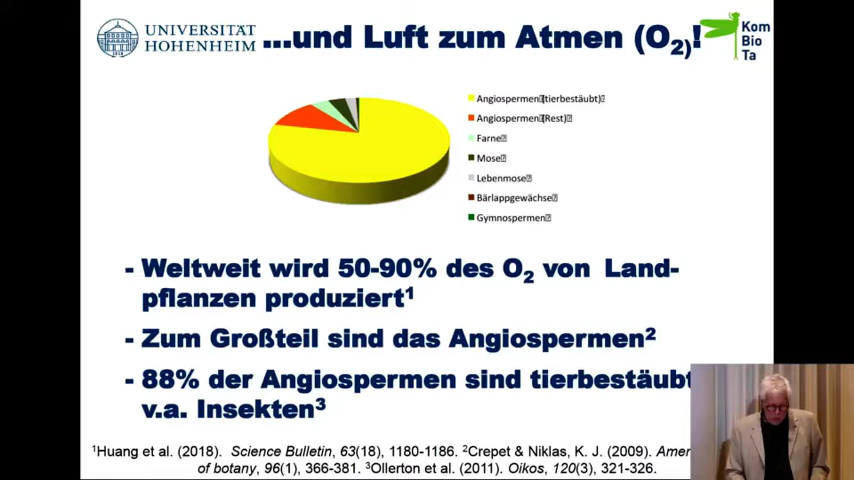 UNIVERSITÄT
HOHENHEIM
...und Luft zum Atmen (O2)!
Kom
Bio
Ta
Angiospermen (tierbestäubt)
Angiospermen (Rest)
Farne
Mose
Lebenmose
Bärlappgewächse
Gymnospermen
- Weltweit wird 50-90% des O2 von Land-
pflanzen produziert1
- Zum Großteil sind das Angiospermen2
- 88% der Angiospermen sind tierbestäubt
v.a. Insekten3
1Huang et al. (2018). Science Bulletin, 63(18), 1180-1186. 2Crepet & Niklas, K. J. (2009). Amer
of botany, 96(1), 366-381. 3Ollerton et al. (2011). Oikos, 120(3), 321-326.